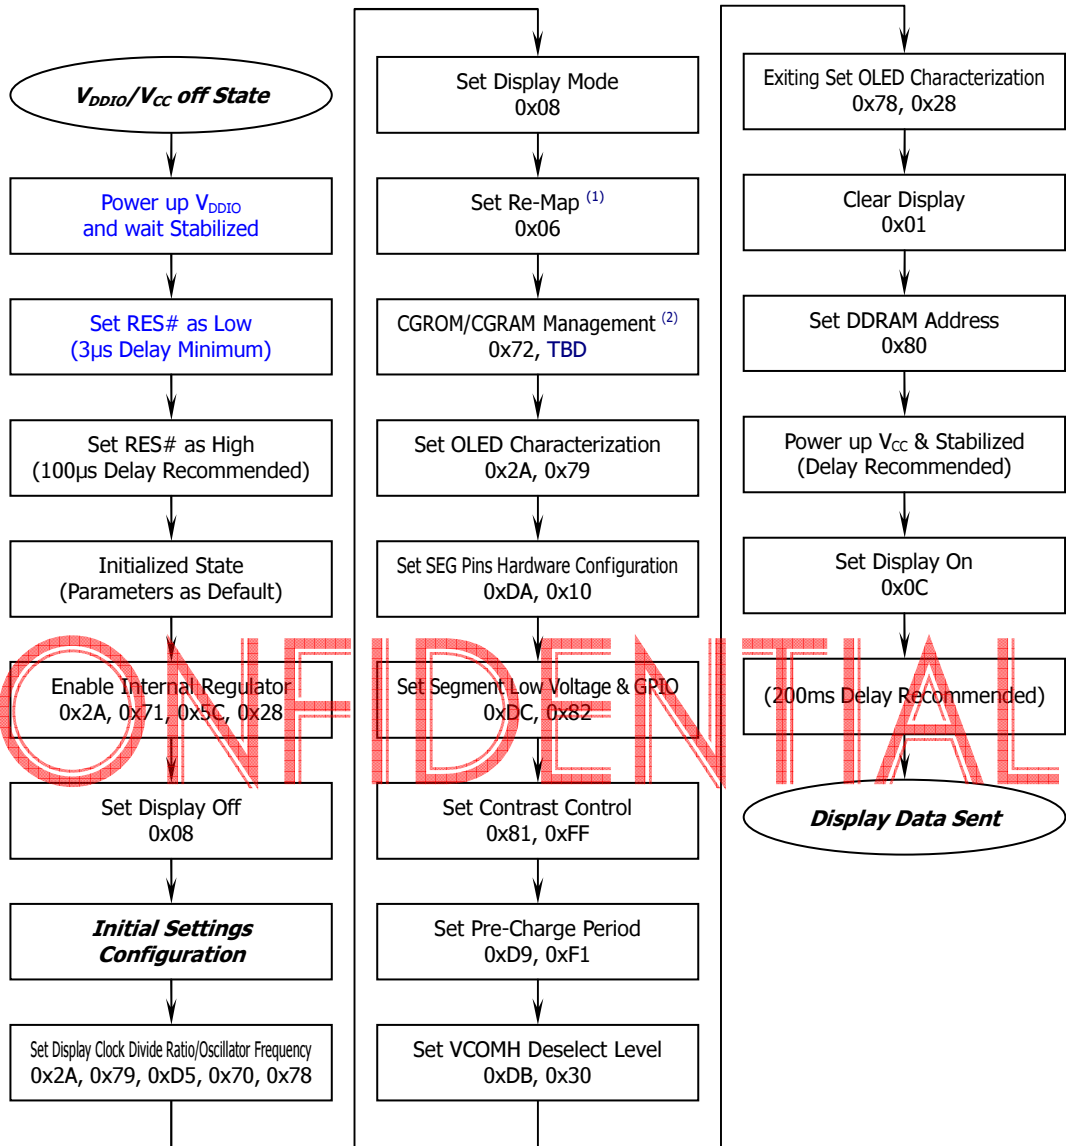 V_DDIO/V_CC off State
Power up V_DDIO
and wait Stabilized
Set RES# as Low
(3µs Delay Minimum)
Set RES# as High
(100µs Delay Recommended)
Initialized State
(Parameters as Default)
Enable Internal Regulator
0x2A, 0x71, 0x5C, 0x28
Set Display Off
0x08
Initial Settings
Configuration
Set Display Clock Divide Ratio/Oscillator Frequency
0x2A, 0x79, 0xD5, 0x70, 0x78
Set Display Mode
0x08
Set Re-Map (1)
0x06
CGROM/CGRAM Management (2)
0x72, TBD
Set OLED Characterization
0x2A, 0x79
Set SEG Pins Hardware Configuration
0xDA, 0x10
Set Segment Low Voltage & GPIO
0xDC, 0x82
Set Contrast Control
0x81, 0xFF
Set Pre-Charge Period
0xD9, 0xF1
Set VCOMH Deselect Level
0xDB, 0x30
Exiting Set OLED Characterization
0x78, 0x28
Clear Display
0x01
Set DDRAM Address
0x80
Power up V_CC & Stabilized
(Delay Recommended)
Set Display On
0x0C
(200ms Delay Recommended)
Display Data Sent
ONFIDENTIAL